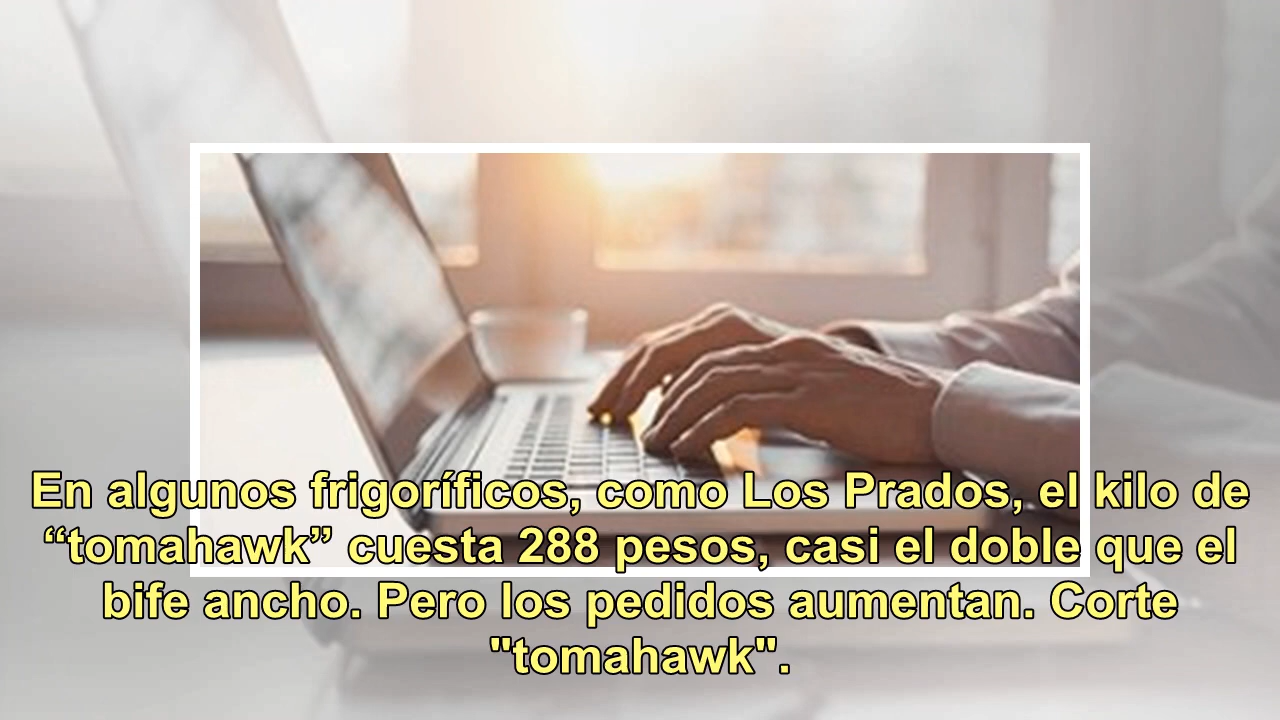 En algunos frigoríficos, como Los Prados, el kilo de
“tomahawk” cuesta 288 pesos, casi el doble que el
bife ancho. Pero los pedidos aumentan. Corte
"tomahawk".